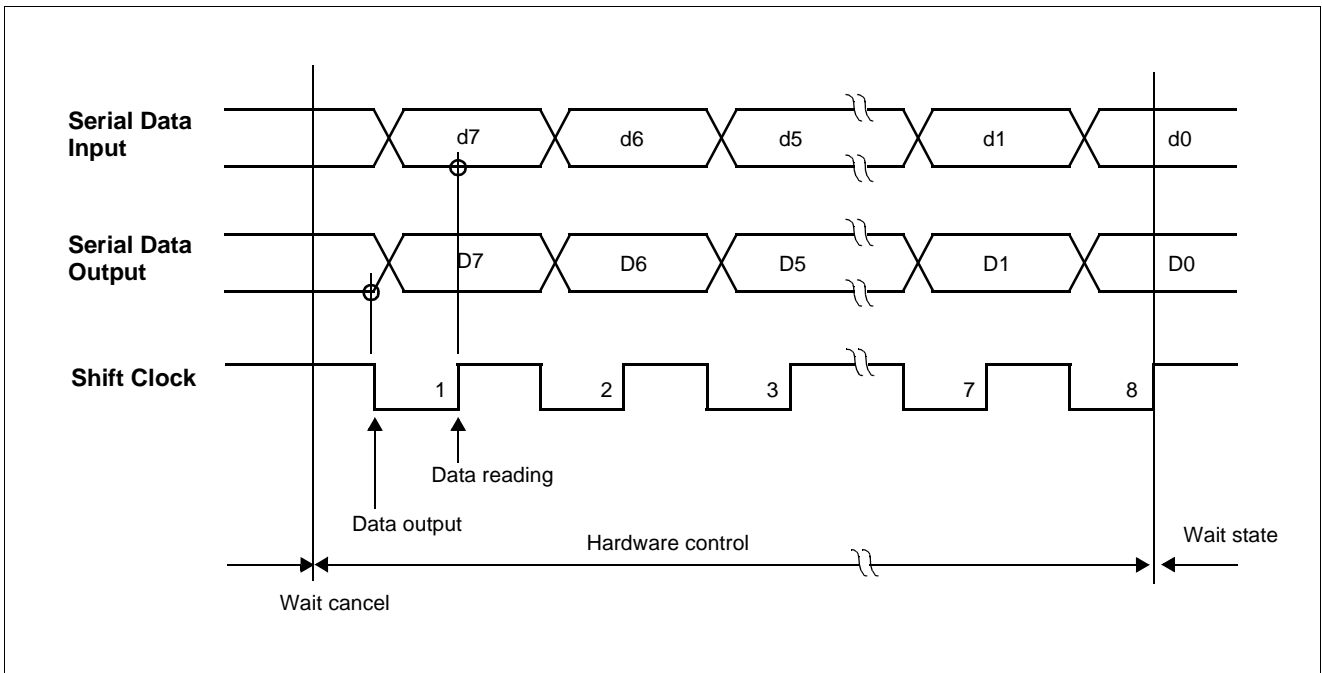 Serial Data
Input
d7
d6
d5
d1
d0
Serial Data
Output
D7
D6
D5
D1
D0
Shift Clock
1
2
3
7
8
Data reading
Data output
Hardware control
Wait state
Wait cancel